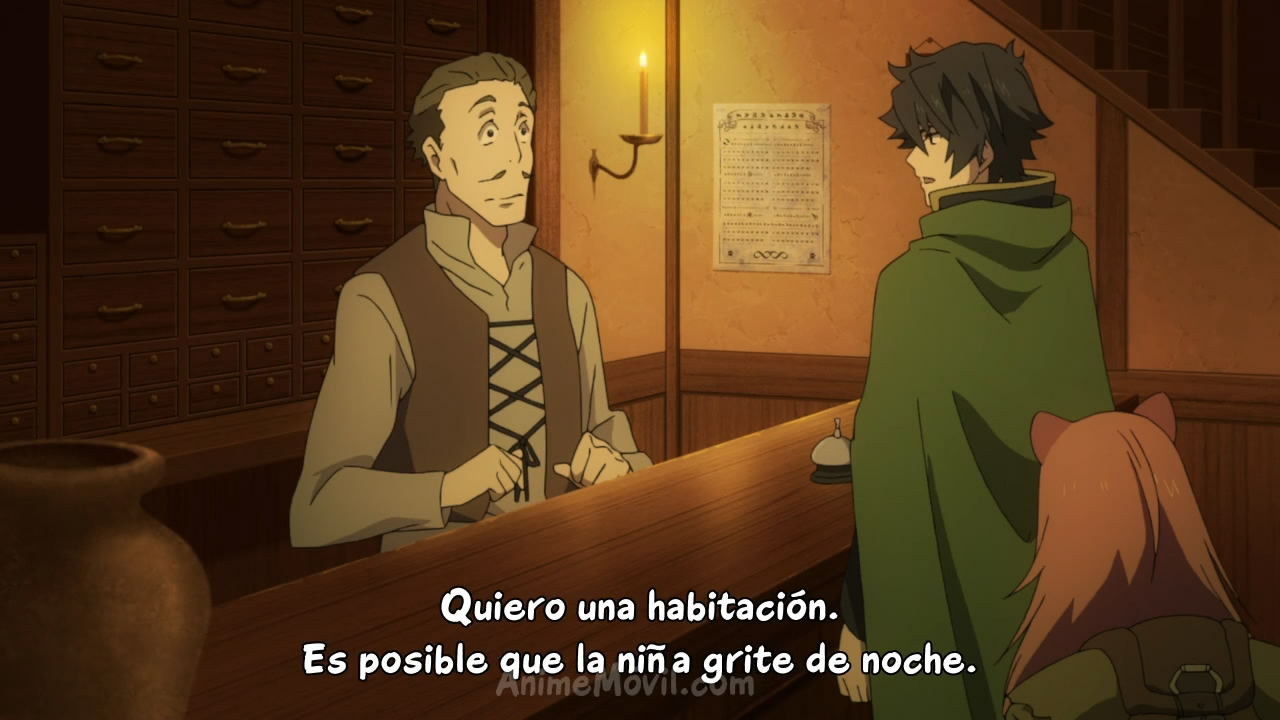 Quiero una habitación.
Es posible que la niña grite de noche.
AnimeMovil.com